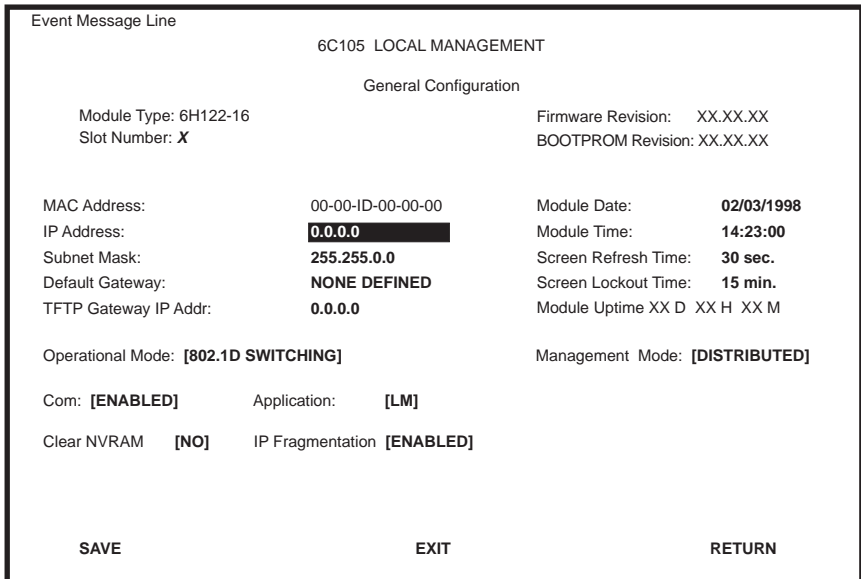 Event Message Line
6C105 LOCAL MANAGEMENT
General Configuration
Module Type: 6H122-16 Firmware Revision: XX.XX.XX
Slot Number: X BOOTPROM Revision: XX.XX.XX
MAC Address: 00-00-ID-00-00-00 Module Date: 02/03/1998
IP Address: 0.0.0.0 Module Time: 14:23:00
Subnet Mask: 255.255.0.0 Screen Refresh Time: 30 sec.
Default Gateway: NONE DEFINED Screen Lockout Time: 15 min.
TFTP Gateway IP Addr: 0.0.0.0 Module Uptime XX D XX H XX M
Operational Mode: [802.1D SWITCHING] Management Mode: [DISTRIBUTED]
Com: [ENABLED] Application: [LM]
Clear NVRAM [NO] IP Fragmentation [ENABLED]
SAVE EXIT RETURN